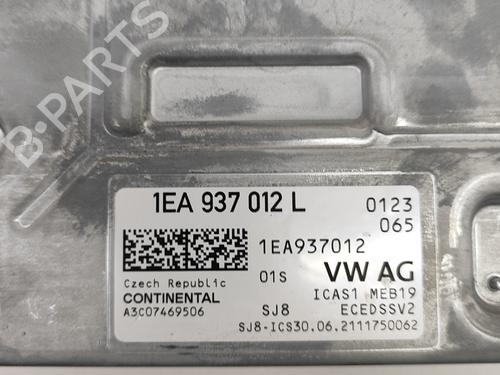 B-PARTS
1EA 937 012 L 0123
065
1EA937012
01S VW AG
Czech Republic
CONTINENTAL ICAS1 MEB19
A3C07469506 SJ8 ECEDSSV2
SJ8-ICS30.06.2111750062